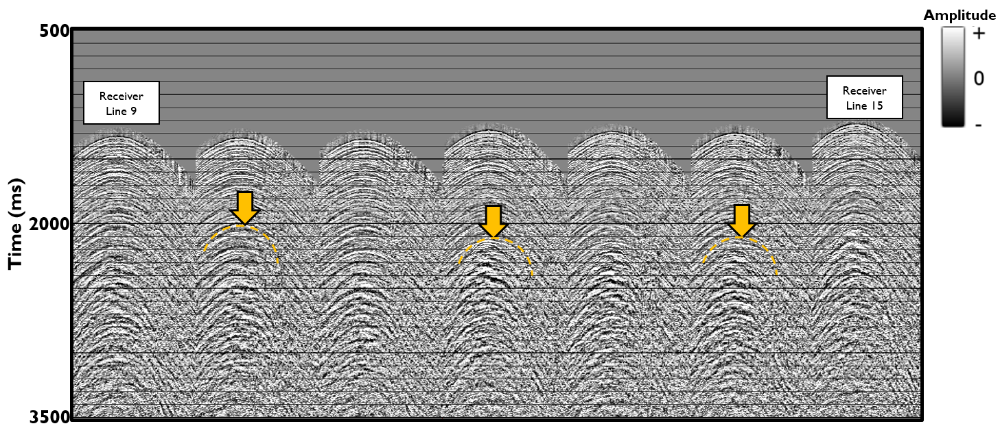 Amplitude
+
0
-
500
2000
3500
Time (ms)
Receiver
Line 9
Receiver
Line 15